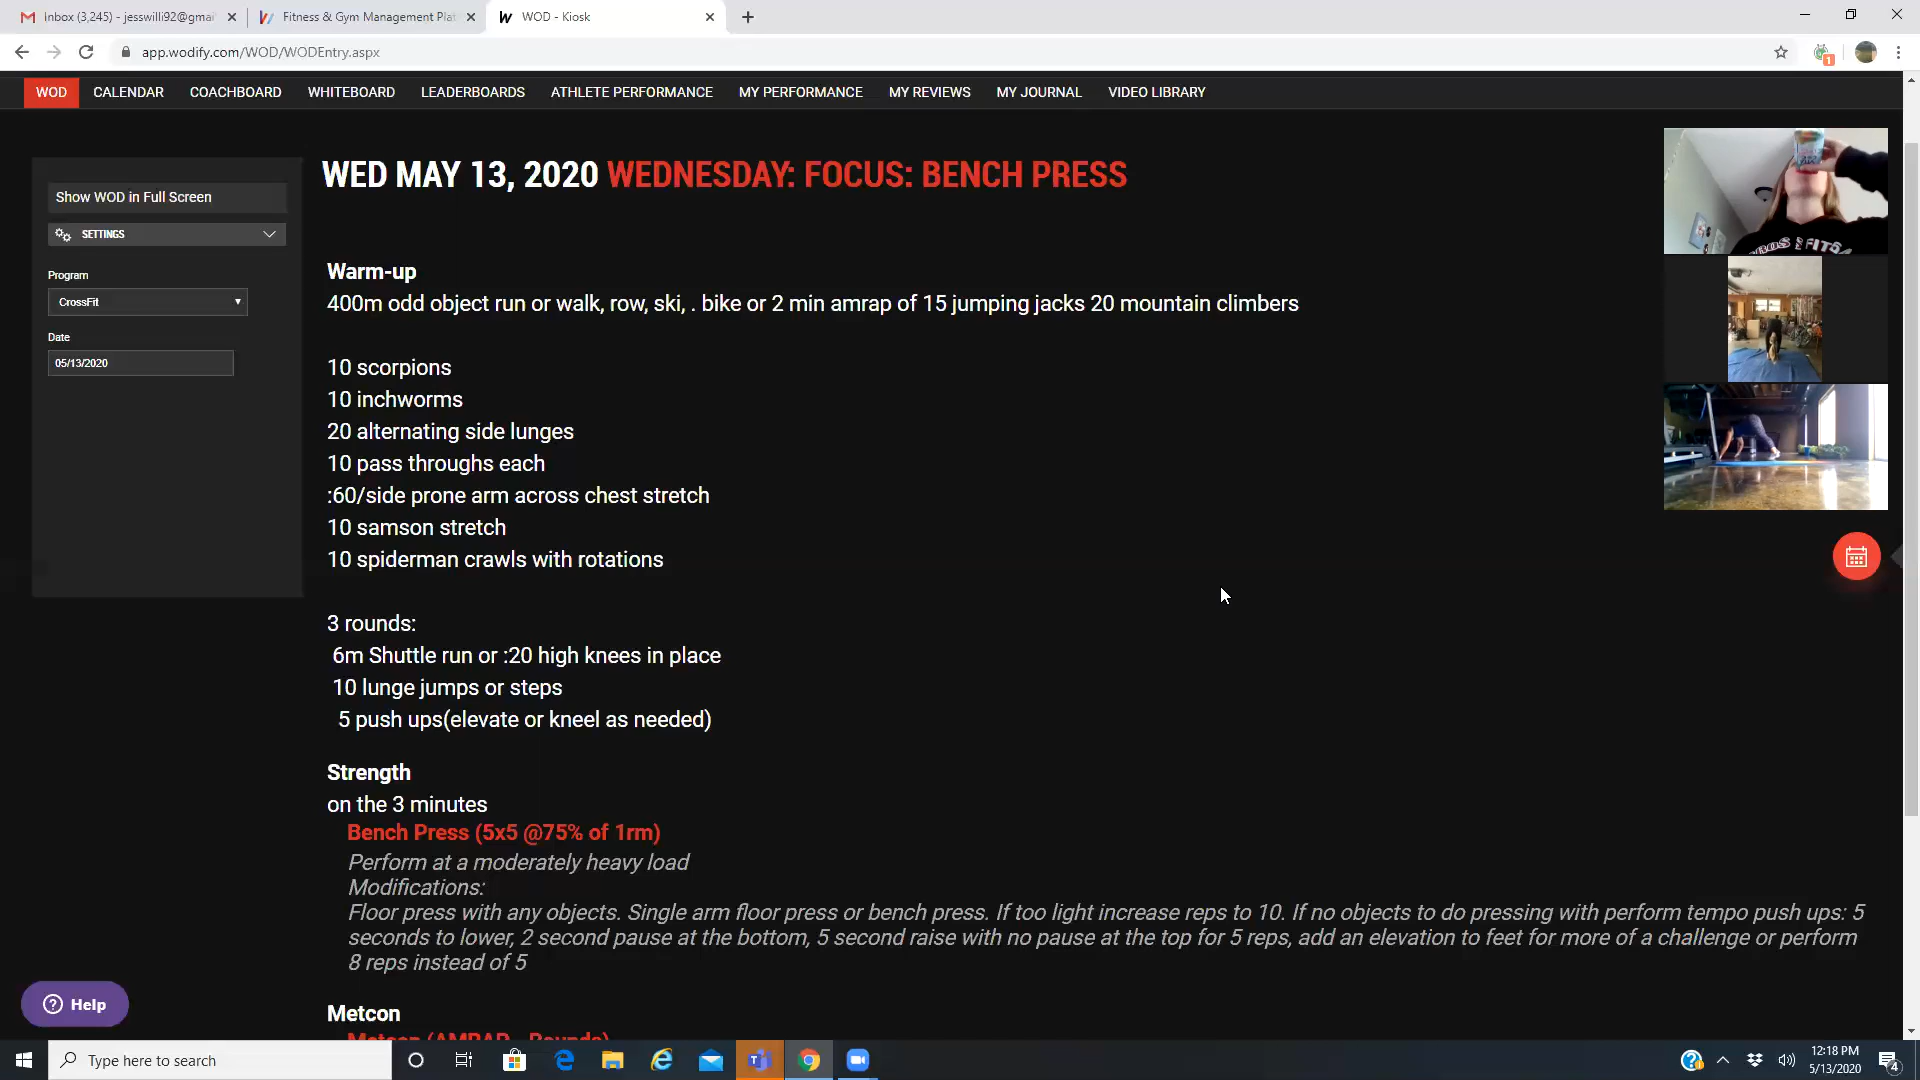 Inbox (3,245) - jesswilli92@gmai
Fitness & Gym Management Plat
WOD - Kiosk
app.wodify.com/WOD/WODEntry.aspx
1
WOD CALENDAR COACHBOARD WHITEBOARD LEADERBOARDS ATHLETE PERFORMANCE MY PERFORMANCE MY REVIEWS MY JOURNAL VIDEO LIBRARY
Show WOD in Full Screen
SETTINGS
Program
CrossFit
Date
05/13/2020
WED MAY 13, 2020 WEDNESDAY: FOCUS: BENCH PRESS
Warm-up
400m odd object run or walk, row, ski, . bike or 2 min amrap of 15 jumping jacks 20 mountain climbers
10 scorpions
10 inchworms
20 alternating side lunges
10 pass throughs each
:60/side prone arm across chest stretch
10 samson stretch
10 spiderman crawls with rotations
3 rounds:
6m Shuttle run or :20 high knees in place
10 lunge jumps or steps
5 push ups(elevate or kneel as needed)
Strength
on the 3 minutes
Bench Press (5x5 @75% of 1rm)
Perform at a moderately heavy load
Modifications:
Floor press with any objects. Single arm floor press or bench press. If too light increase reps to 10. If no objects to do pressing with perform tempo push ups: 5
seconds to lower, 2 second pause at the bottom, 5 second raise with no pause at the top for 5 reps, add an elevation to feet for more of a challenge or perform
8 reps instead of 5
Metcon
Metcon (AMRAP - Rounds)
Help
Type here to search
12:18 PM
5/13/2020
4